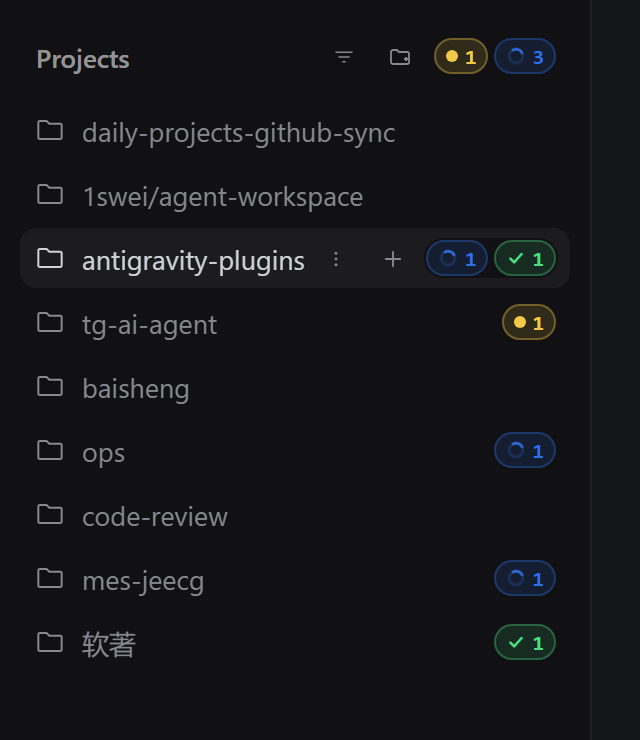 Projects 1 3
daily-projects-github-sync
1swei/agent-workspace
antigravity-plugins 1 1
tg-ai-agent 1
baisheng
ops 1
code-review
mes-jeecg 1
软著 1